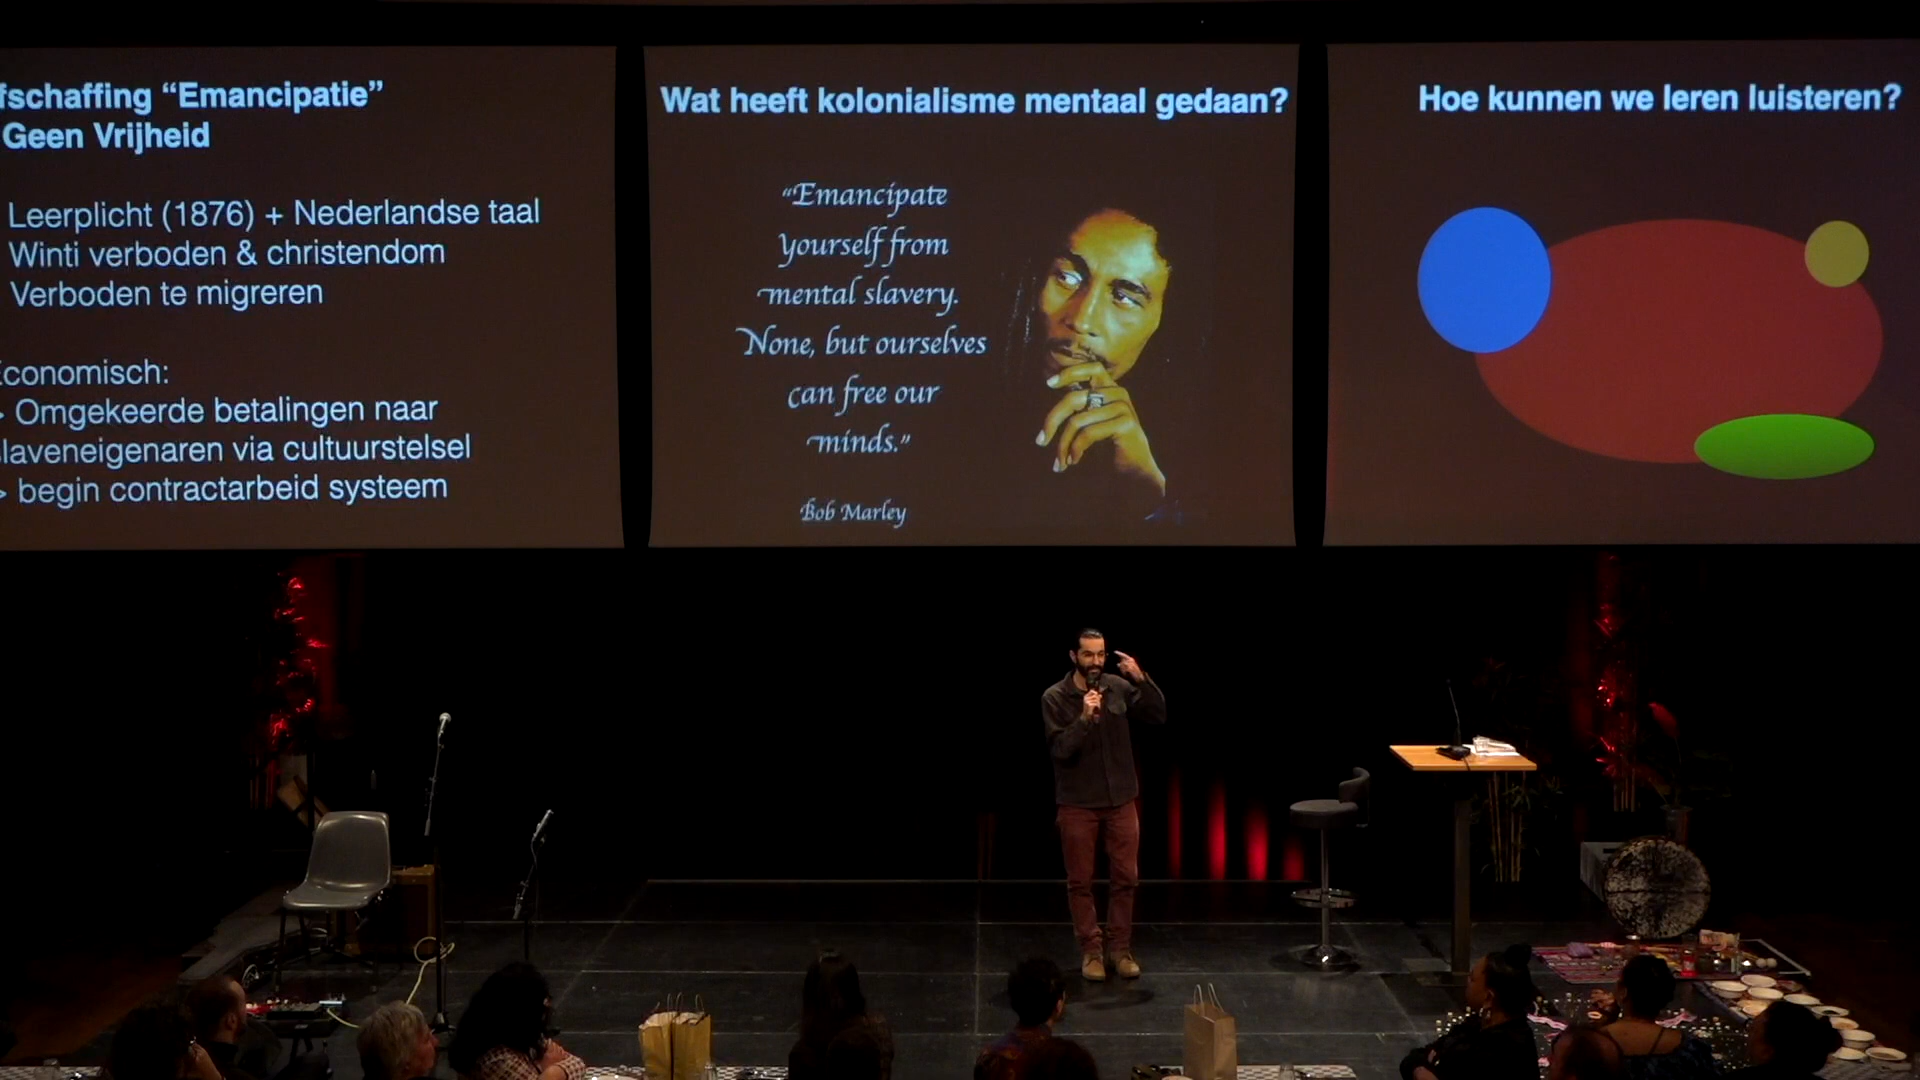 fschaffing “Emancipatie”
Geen Vrijheid
Leerplicht (1876) + Nederlandse taal
Winti verboden & christendom
Verboden te migreren
Economisch:
> Omgekeerde betalingen naar
slaveneigenaren via cultuurstelsel
> begin contractarbeid systeem
Wat heeft kolonialisme mentaal gedaan?
“Emancipate
yourself from
mental slavery.
None, but ourselves
can free our
minds.”
Bob Marley
Hoe kunnen we leren luisteren?